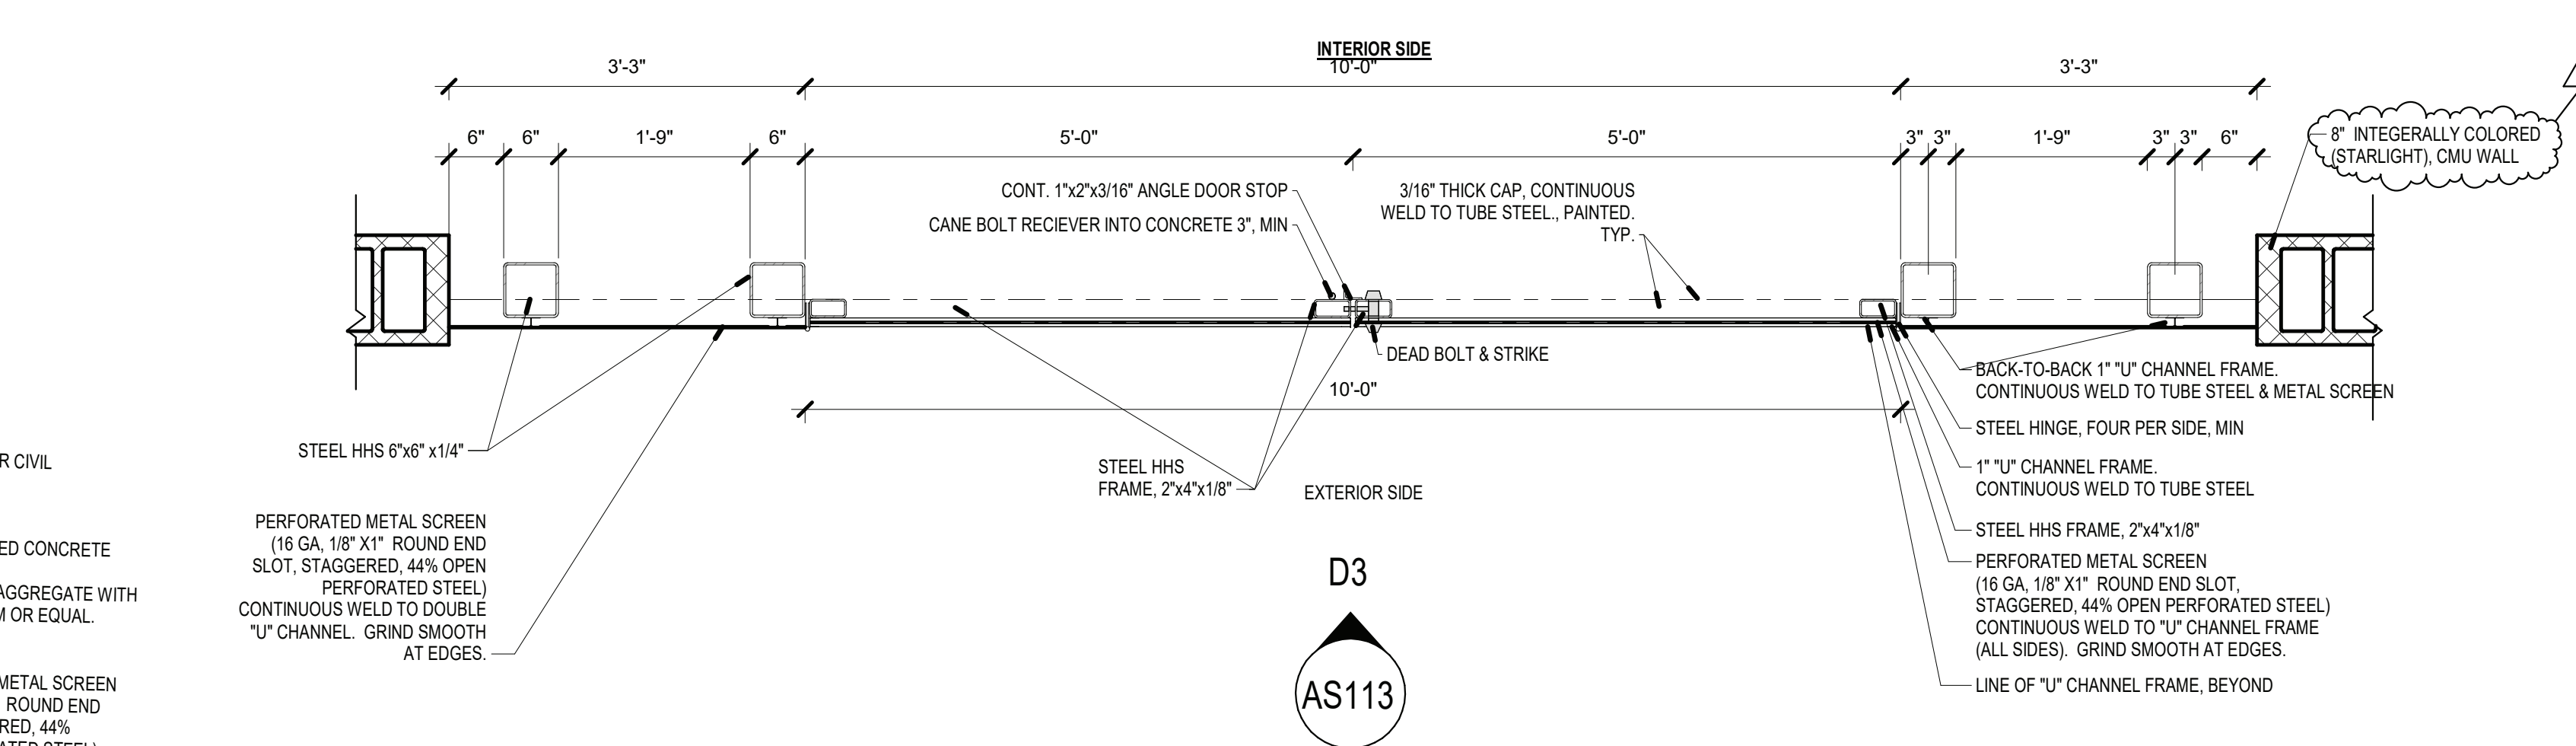 INTERIOR SIDE
3'-3"
10'-0"
3'-3"
6"
6"
1'-9"
6"
5'-0"
5'-0"
3"
3"
1'-9"
3"
3"
6"
8" INTEGERALLY COLORED
(STARLIGHT), CMU WALL
CONT. 1"x2"x3/16" ANGLE DOOR STOP
CANE BOLT RECIEVER INTO CONCRETE 3", MIN
3/16" THICK CAP, CONTINUOUS
WELD TO TUBE STEEL., PAINTED.
TYP.
DEAD BOLT & STRIKE
10'-0"
BACK-TO-BACK 1" "U" CHANNEL FRAME.
CONTINUOUS WELD TO TUBE STEEL & METAL SCREEN
STEEL HINGE, FOUR PER SIDE, MIN
1" "U" CHANNEL FRAME.
CONTINUOUS WELD TO TUBE STEEL
STEEL HHS FRAME, 2"x4"x1/8"
PERFORATED METAL SCREEN
(16 GA, 1/8" X1" ROUND END SLOT,
STAGGERED, 44% OPEN PERFORATED STEEL)
CONTINUOUS WELD TO "U" CHANNEL FRAME
(ALL SIDES). GRIND SMOOTH AT EDGES.
LINE OF "U" CHANNEL FRAME, BEYOND
STEEL HHS 6"x6" x1/4"
STEEL HHS
FRAME, 2"x4"x1/8"
EXTERIOR SIDE
PERFORATED METAL SCREEN
(16 GA, 1/8" X1" ROUND END
SLOT, STAGGERED, 44% OPEN
PERFORATED STEEL)
CONTINUOUS WELD TO DOUBLE
"U" CHANNEL. GRIND SMOOTH
AT EDGES.
D3
AS113
R CIVIL
ED CONCRETE
AGGREGATE WITH
M OR EQUAL.
METAL SCREEN
ROUND END
RED, 44%